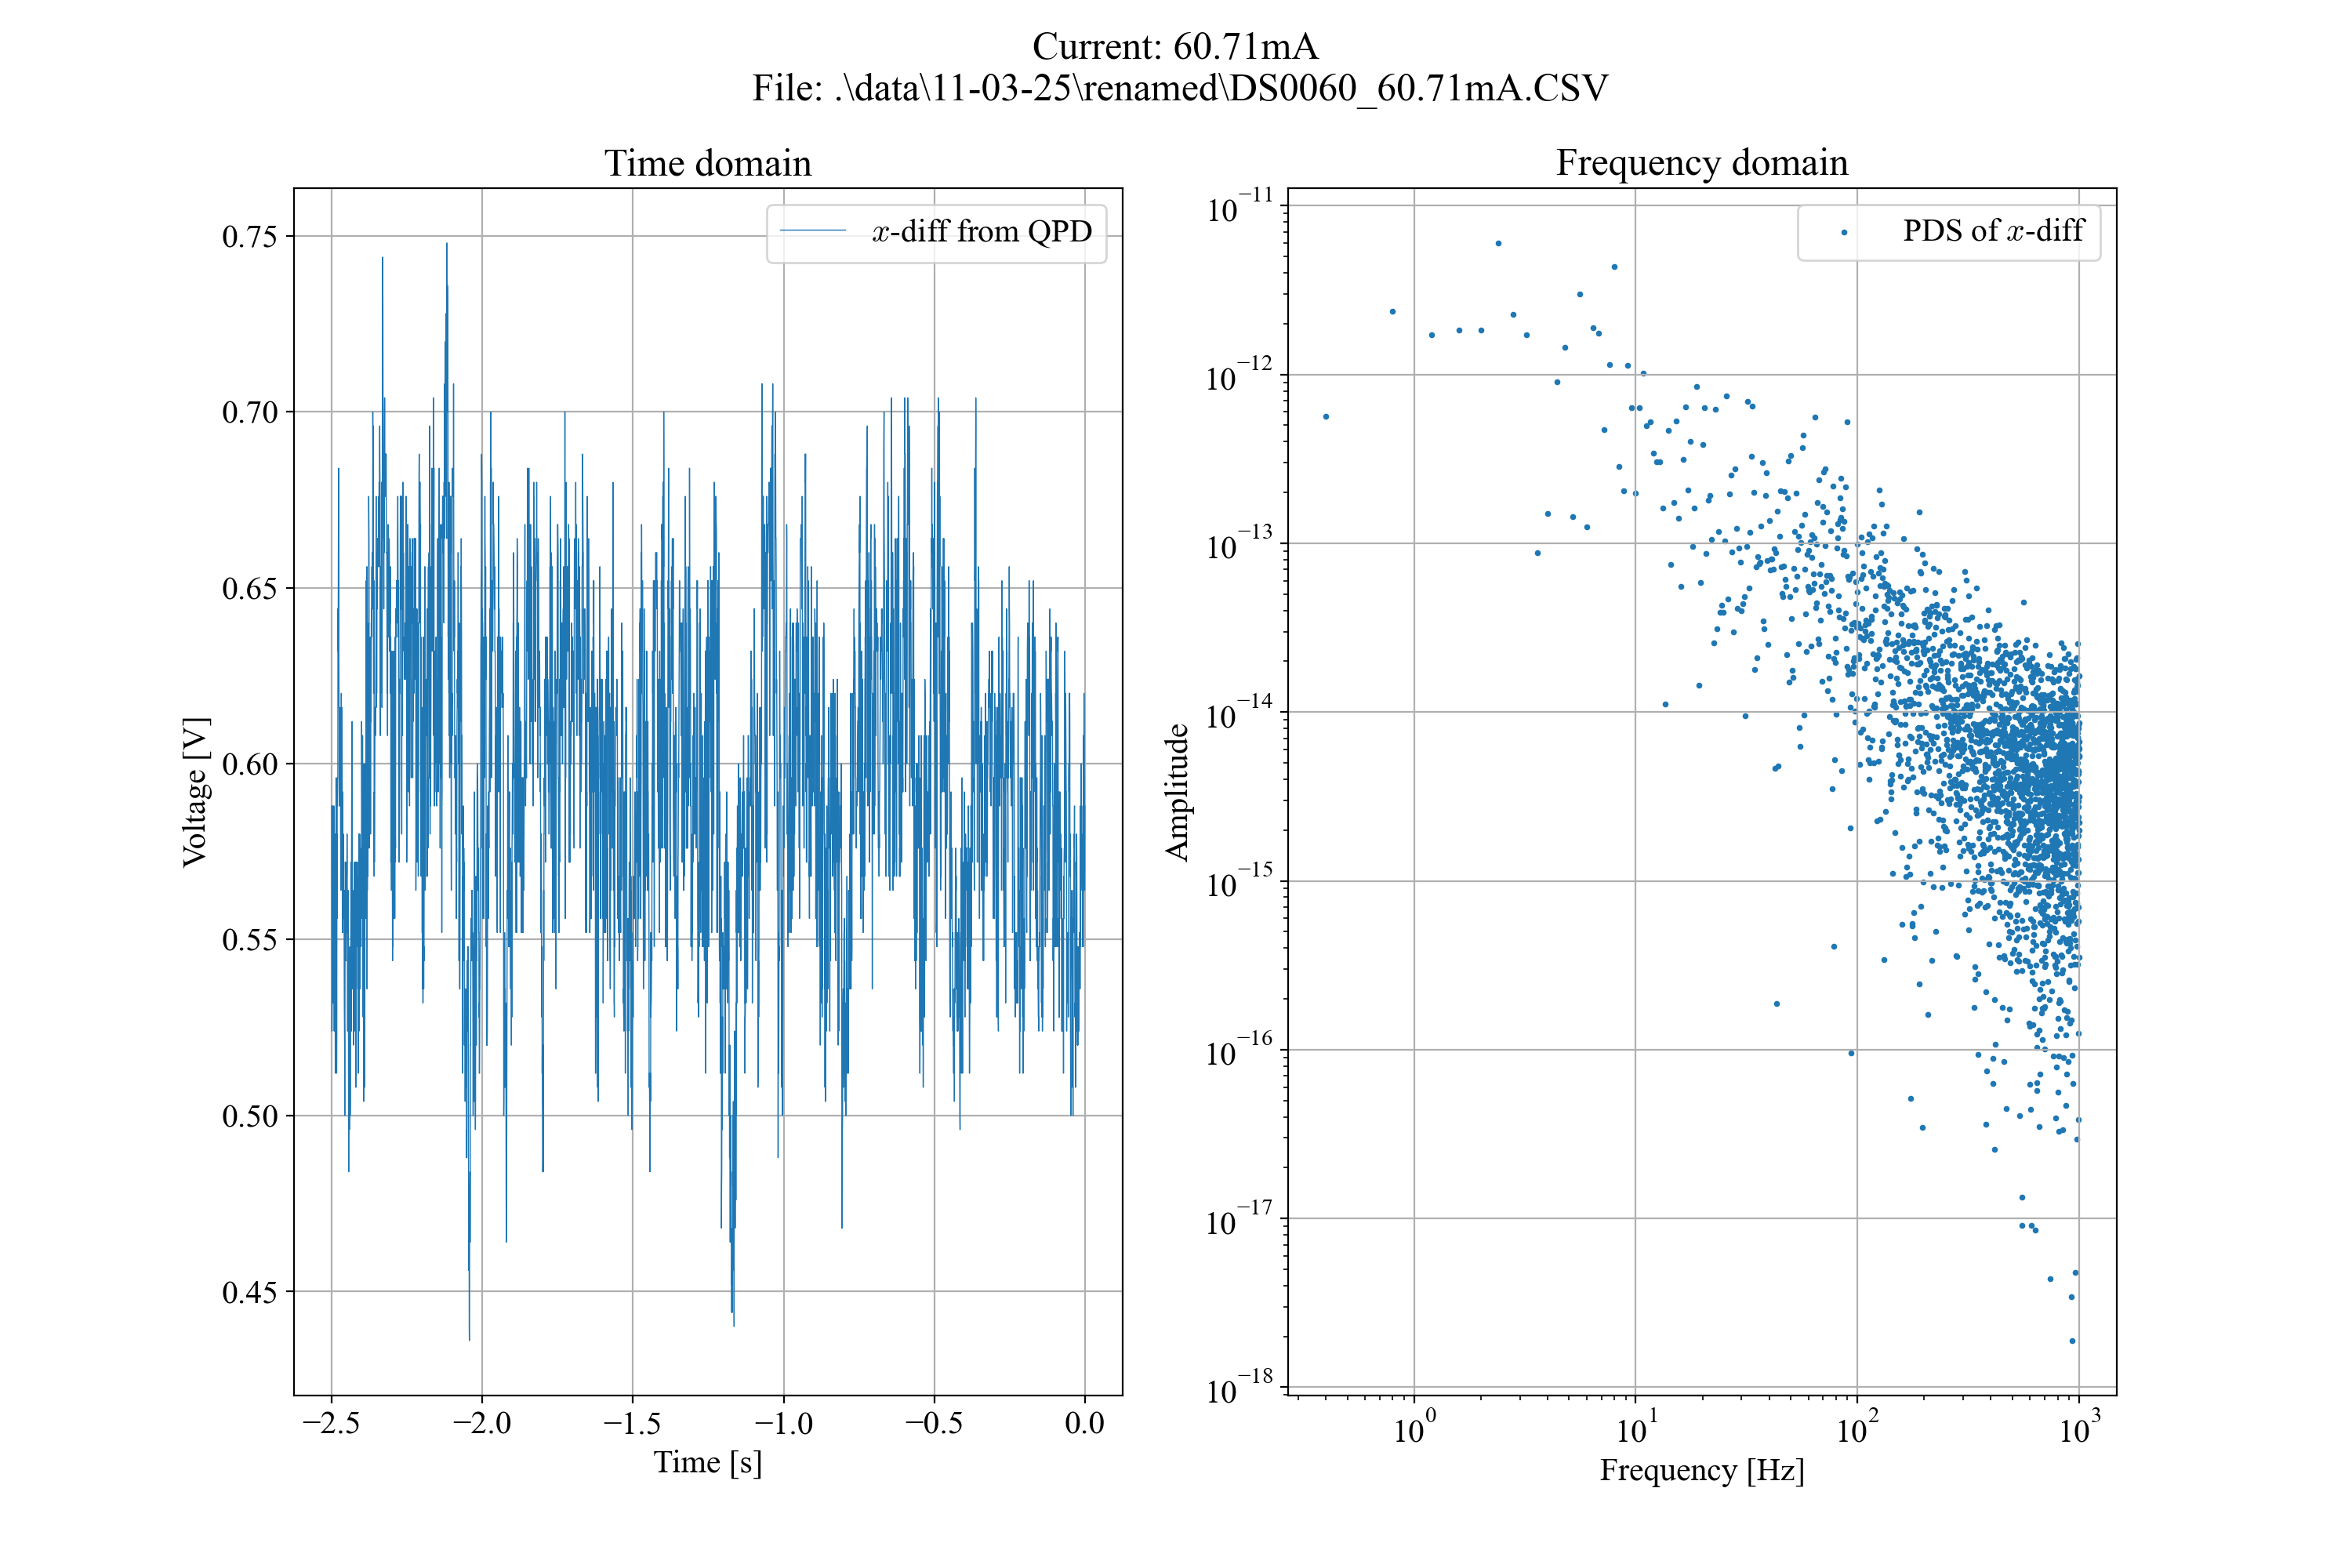 Current: 60.71mA
File: .\data\11-03-25\renamed\DS0060_60.71mA.CSV
Time domain
x-diff from QPD
Voltage [V]
0.75
0.70
0.65
0.60
0.55
0.50
0.45
−2.5 −2.0 −1.5 −1.0 −0.5 0.0
Time [s]
Frequency domain
PDS of x-diff
Amplitude
10⁻¹¹
10⁻¹²
10⁻¹³
10⁻¹⁴
10⁻¹⁵
10⁻¹⁶
10⁻¹⁷
10⁻¹⁸
10⁰ 10¹ 10² 10³
Frequency [Hz]